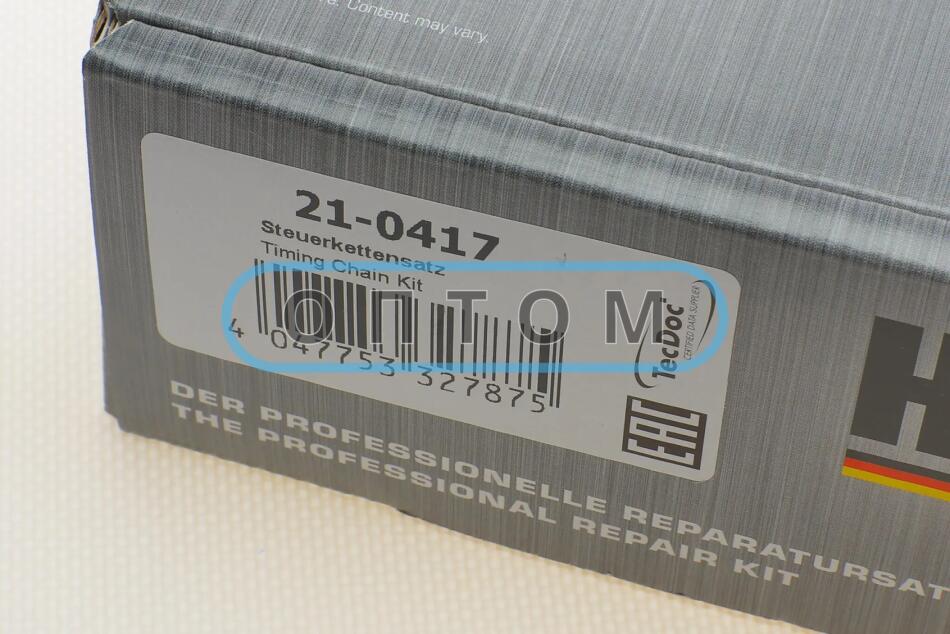 Content may vary.
21-0417
Steuerkettensatz
Timing Chain Kit
ОПТОМ
4 047753 327875
TecDoc
CERTIFIED DATA SUPPLIER
EAC
DER PROFESSIONELLE REPARATURSAT
THE PROFESSIONAL REPAIR KIT
H